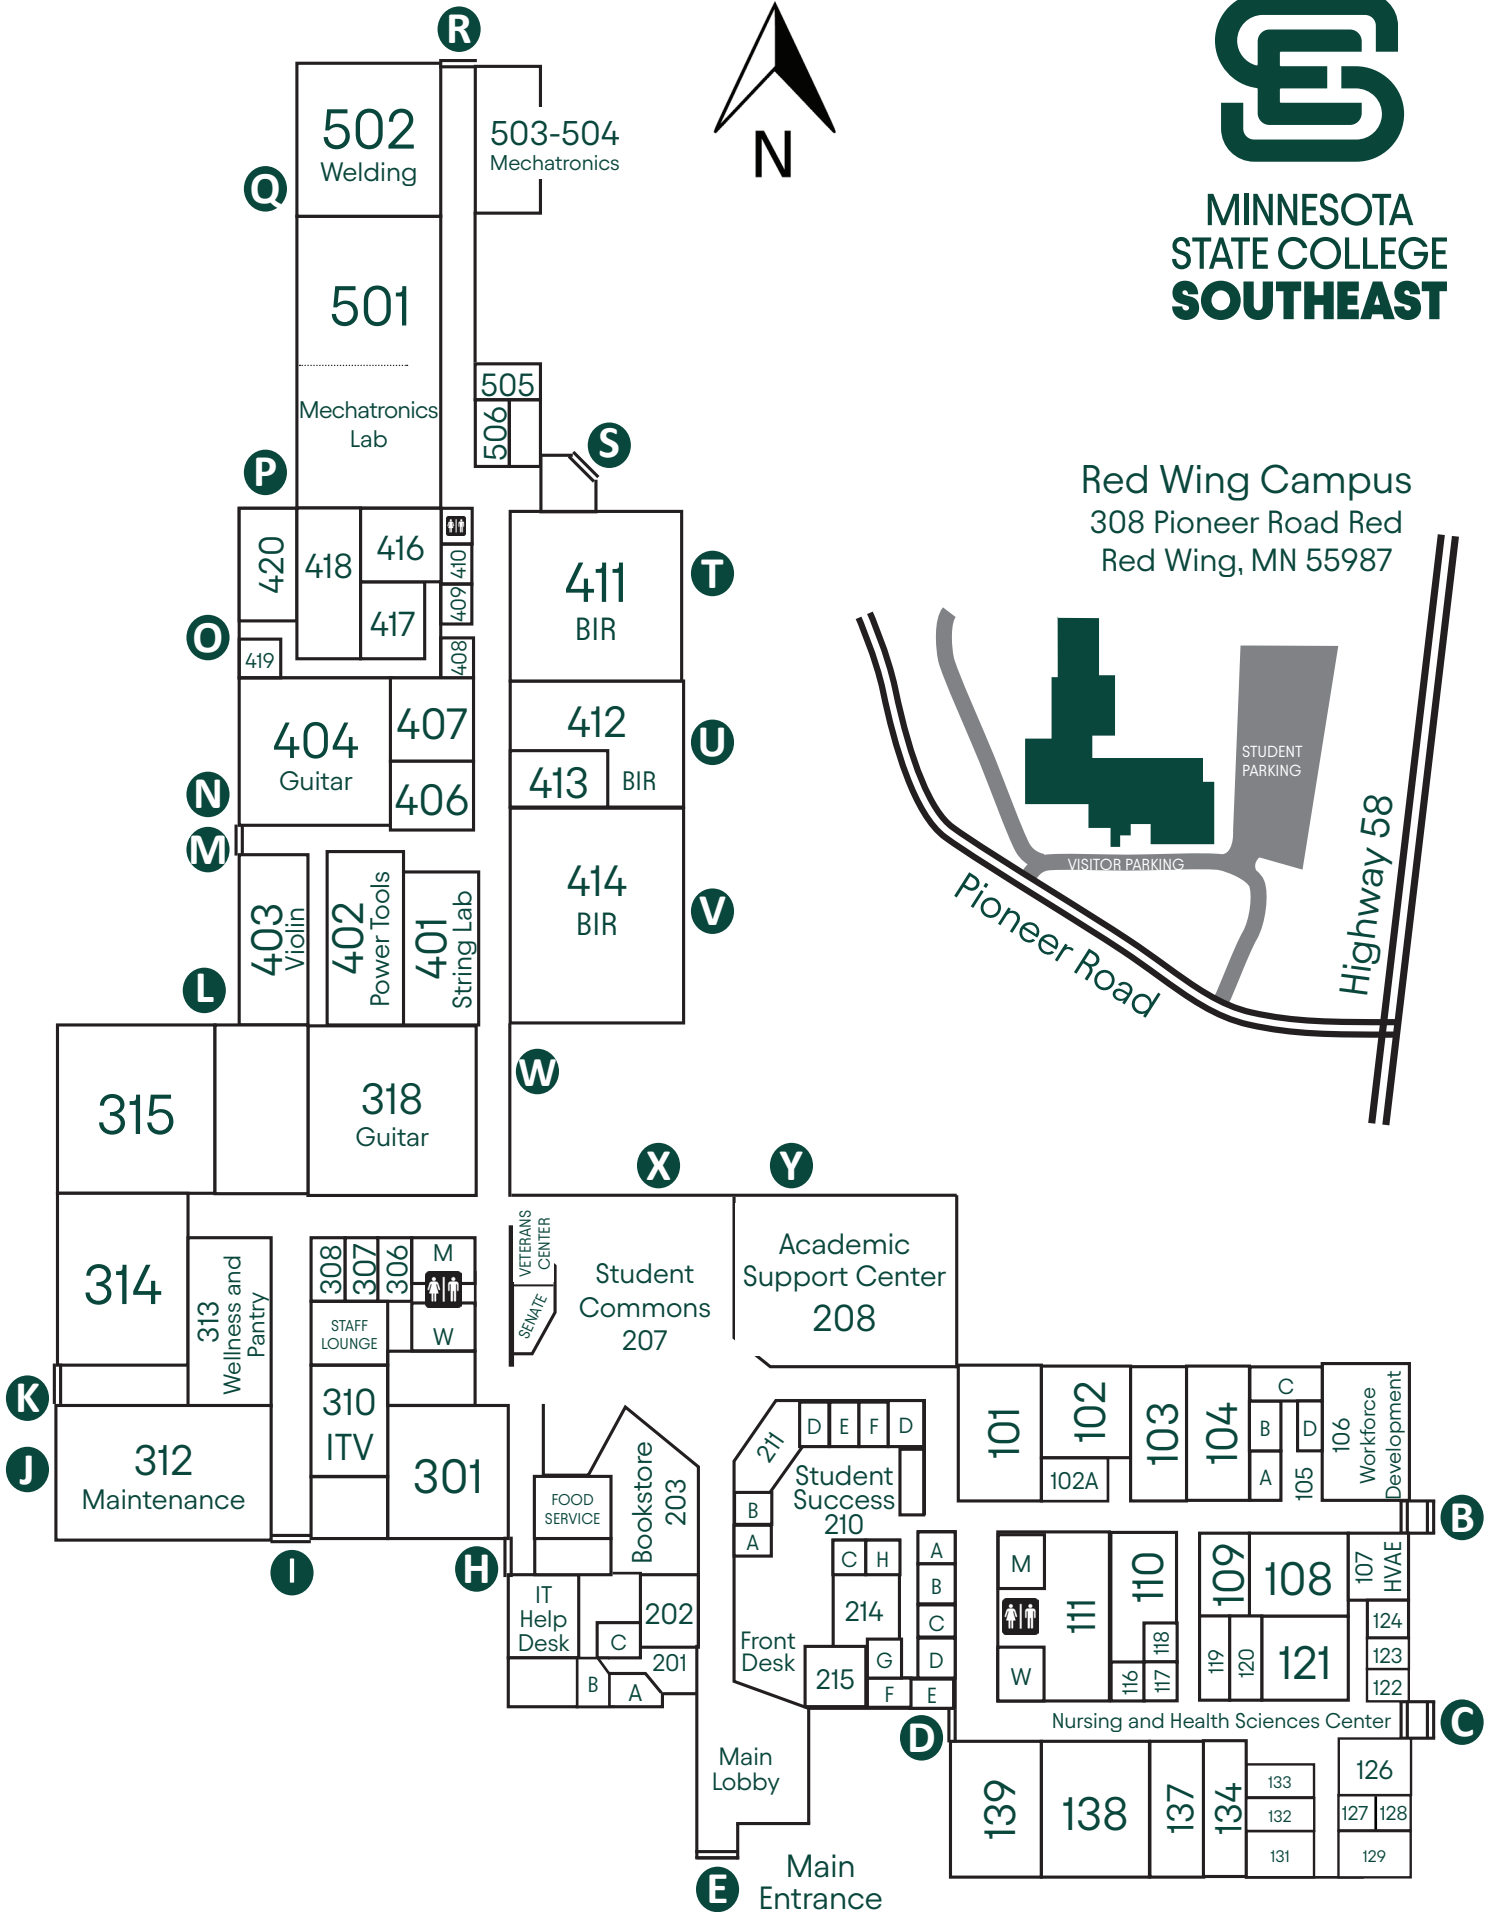 R
N
MINNESOTA
STATE COLLEGE
SOUTHEAST
502
Welding
503-504
Mechatronics
Q
501
Mechatronics
Lab
505
506
S
P
Red Wing Campus
308 Pioneer Road Red
Red Wing, MN 55987
STUDENT
PARKING
VISITOR PARKING
Pioneer Road
Highway 58
420
418
416
417
410
409
408
419
O
411
BIR
T
404
Guitar
407
406
412
413
BIR
U
N
M
403
Violin
402
Power Tools
401
String Lab
414
BIR
V
L
315
318
Guitar
W
X
Y
314
313
Wellness and
Pantry
308
307
306
M
W
STAFF
LOUNGE
VETERANS
CENTER
SENATE
Student
Commons
207
Academic
Support Center
208
K
J
312
Maintenance
310
ITV
301
I
H
FOOD
SERVICE
Bookstore
203
IT
Help
Desk
202
201
C
B
A
211
D
E
F
D
Student
Success
210
B
A
C
H
214
215
G
F
E
A
B
C
D
Front
Desk
Main
Lobby
D
E
Main
Entrance
101
102
102A
103
104
C
B
D
A
105
106
Workforce
Development
B
M
W
111
110
118
116
117
109
108
107
HVAE
119
120
121
124
123
122
Nursing and Health Sciences Center
C
139
138
137
134
133
132
131
126
127
128
129